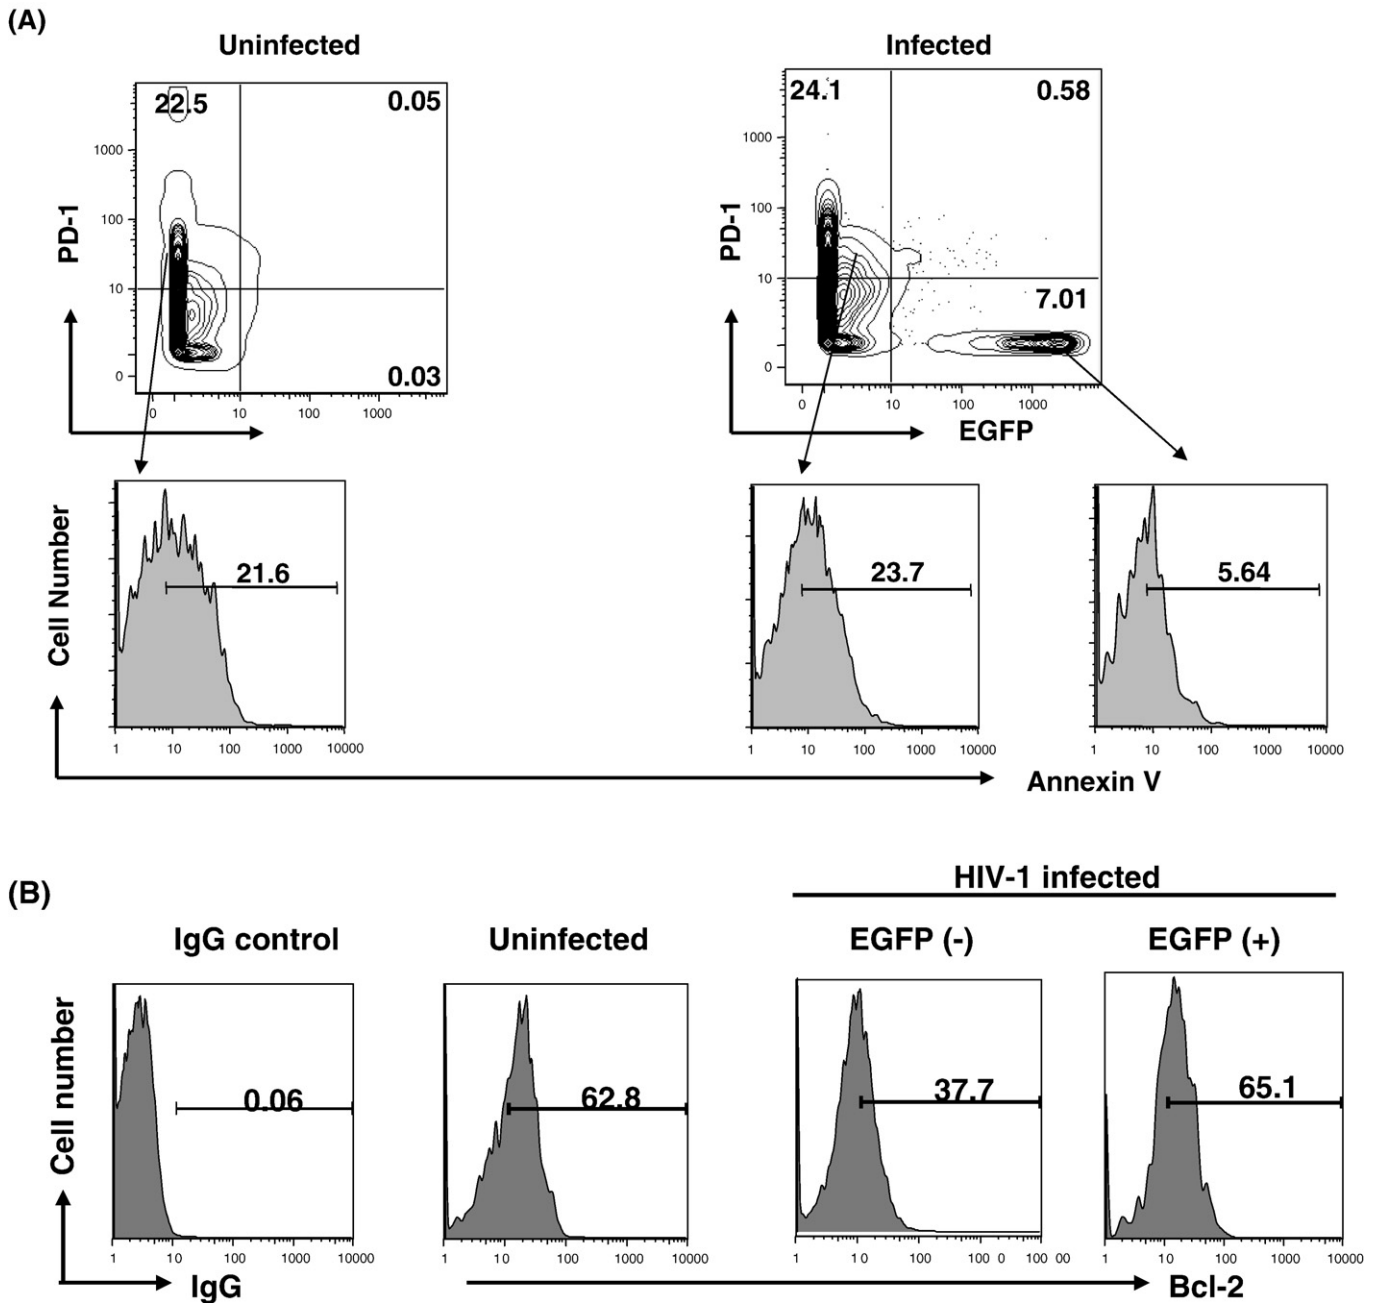 (A)
Uninfected
Infected
22.5
0.05
24.1
0.58
1000
100
10
0
PD-1
0.03
0 10 100 1000
1000
100
10
0
PD-1
7.01
0 10 100 1000
EGFP
Cell Number
21.6
23.7
5.64
1 10 100 1000 10000
1 10 100 1000 10000
1 10 100 1000 10000
Annexin V
(B)
HIV-1 infected
IgG control
Uninfected
EGFP (-)
EGFP (+)
Cell number
0.06
62.8
37.7
65.1
1 10 100 1000 10000
1 10 100 1000 10000
1 10 100 100 0 100 00
1 10 100 1000 10000
IgG
Bcl-2